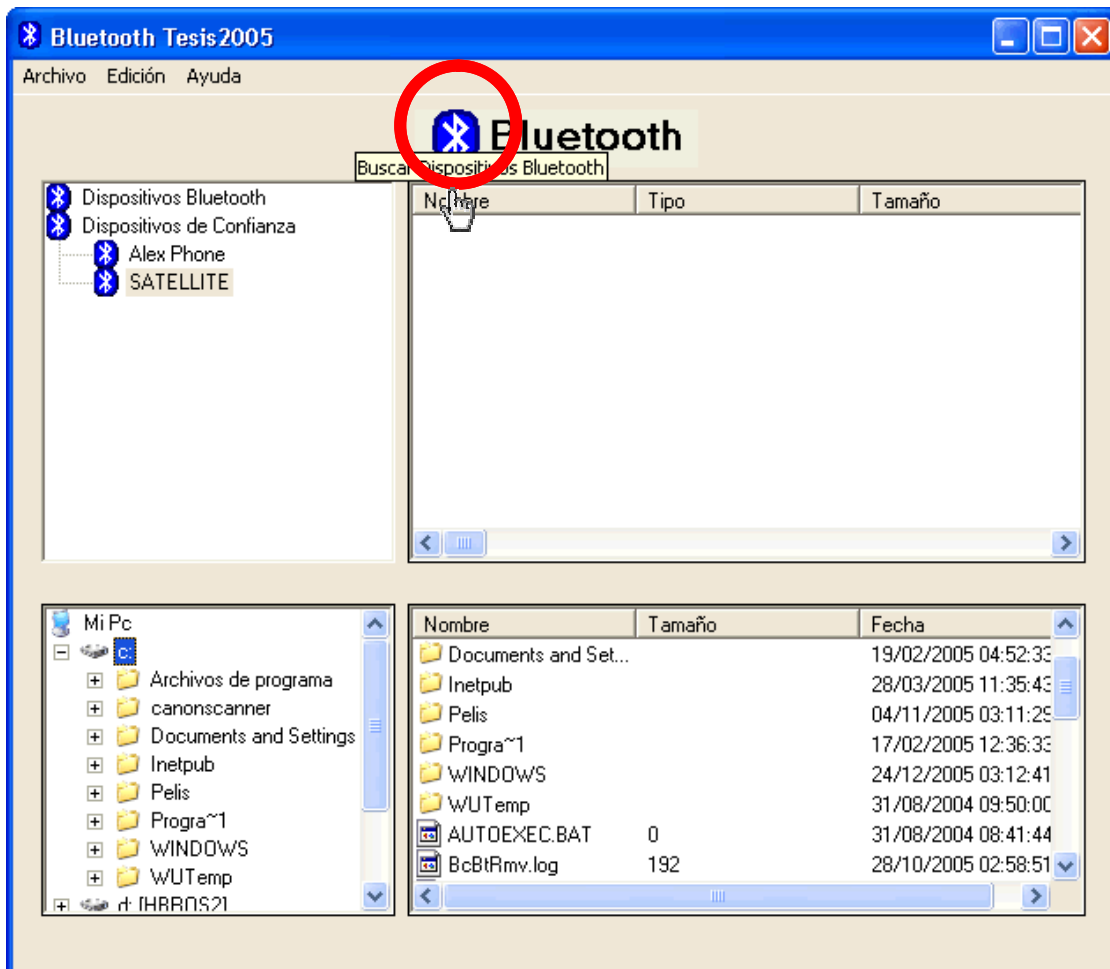 Bluetooth Tesis2005
Archivo Edición Ayuda
Bluetooth
Buscar Dispositivos Bluetooth
Dispositivos Bluetooth
Dispositivos de Confianza
Alex Phone
SATELLITE
Nombre Tipo Tamaño
Mi Pc
c:
Archivos de programa
canonscanner
Documents and Settings
Inetpub
Pelis
Progra~1
WINDOWS
WUTemp
d: [HBBOS2]
Nombre Tamaño Fecha
Documents and Set... 19/02/2005 04:52:33
Inetpub 28/03/2005 11:35:43
Pelis 04/11/2005 03:11:29
Progra~1 17/02/2005 12:36:33
WINDOWS 24/12/2005 03:12:41
WUTemp 31/08/2004 09:50:00
AUTOEXEC.BAT 0 31/08/2004 08:41:44
BcBtRmv.log 192 28/10/2005 02:58:51